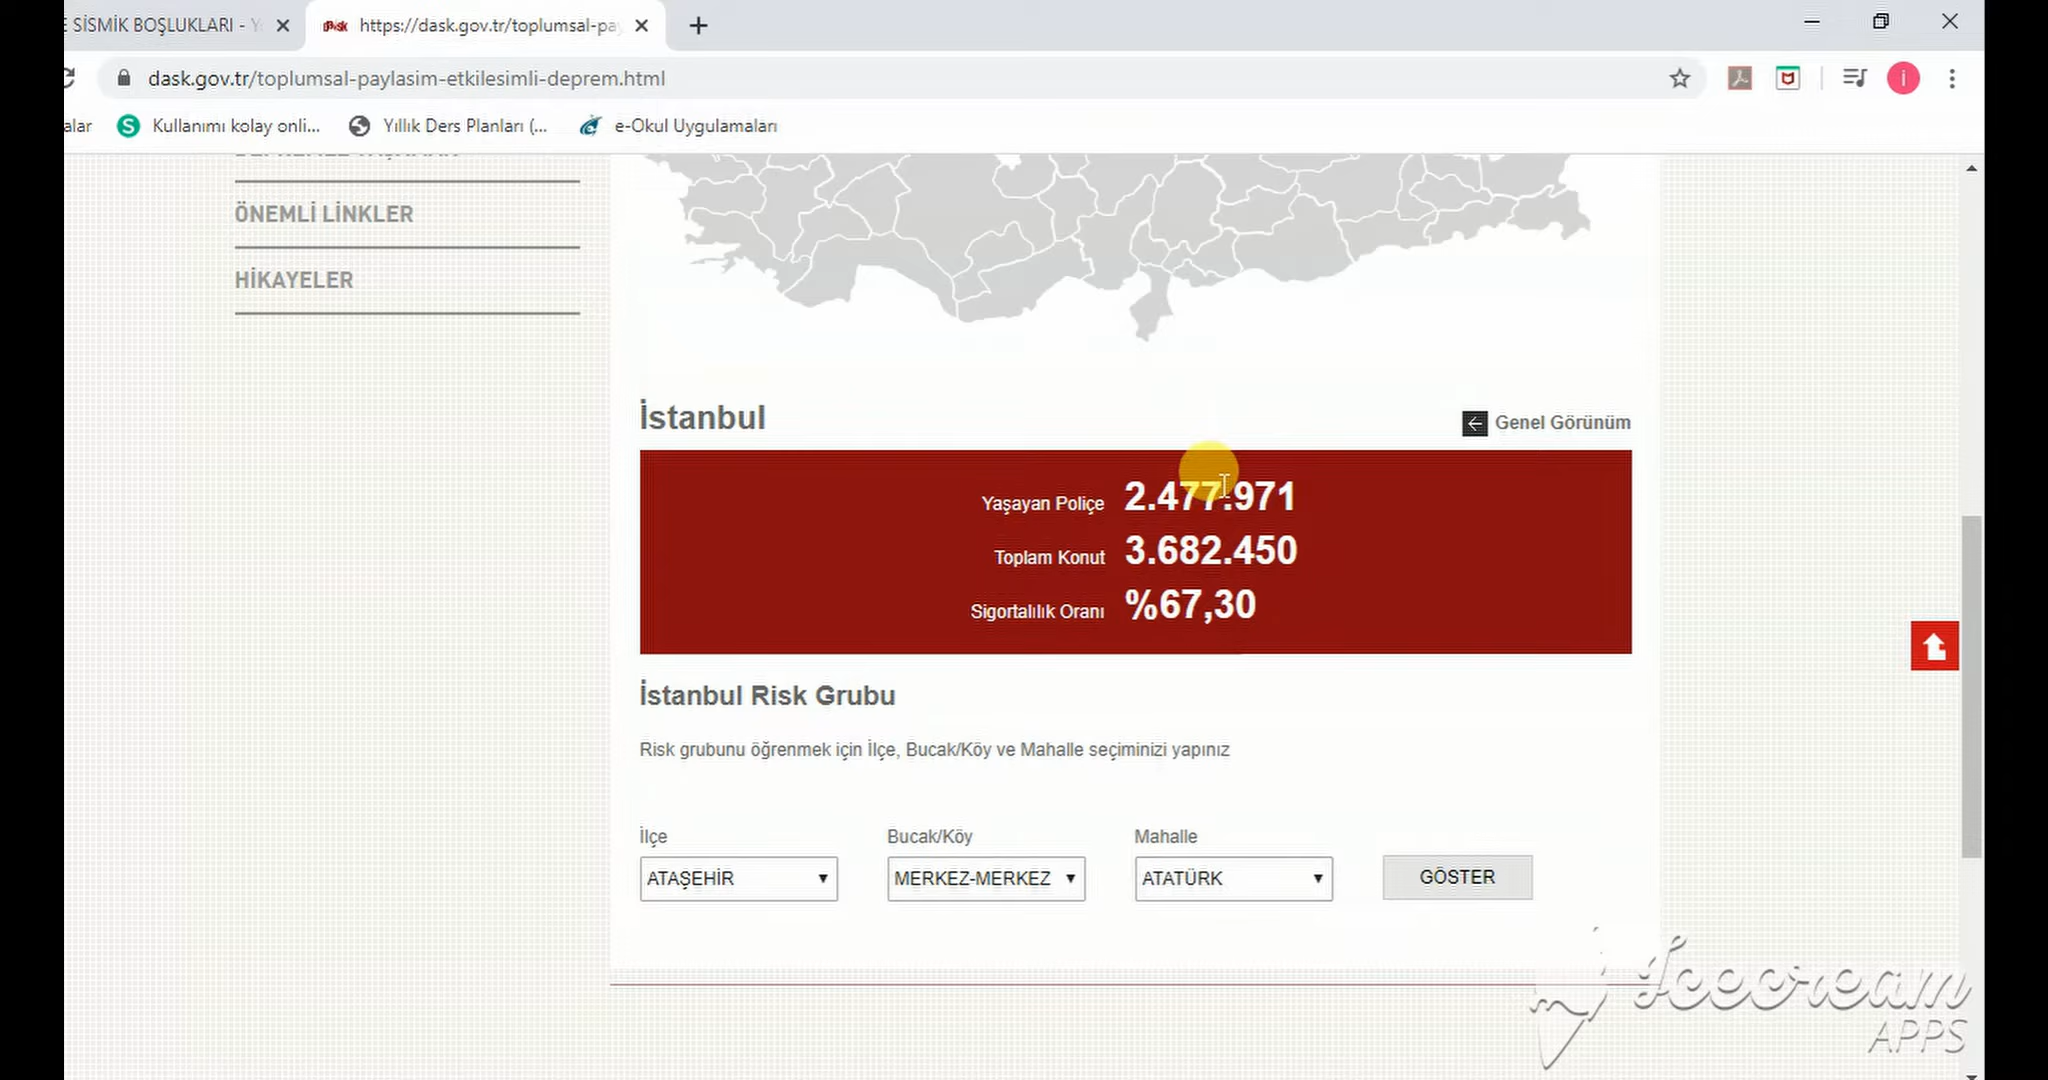 E SİSMİK BOŞLUKLARI - Y
https://dask.gov.tr/toplumsal-pa
dask.gov.tr/toplumsal-paylasim-etkilesimli-deprem.html
alar
Kullanımı kolay onli...
Yıllık Ders Planları (...
e-Okul Uygulamaları
ÖNEMLİ LİNKLER
HİKAYELER
İstanbul
Genel Görünüm
Yaşayan Poliçe 2.477.971
Toplam Konut 3.682.450
Sigortalılık Oranı %67,30
İstanbul Risk Grubu
Risk grubunu öğrenmek için İlçe, Bucak/Köy ve Mahalle seçiminizi yapınız
İlçe Bucak/Köy Mahalle
ATAŞEHİR MERKEZ-MERKEZ ATATÜRK GÖSTER
Icecream
APPS